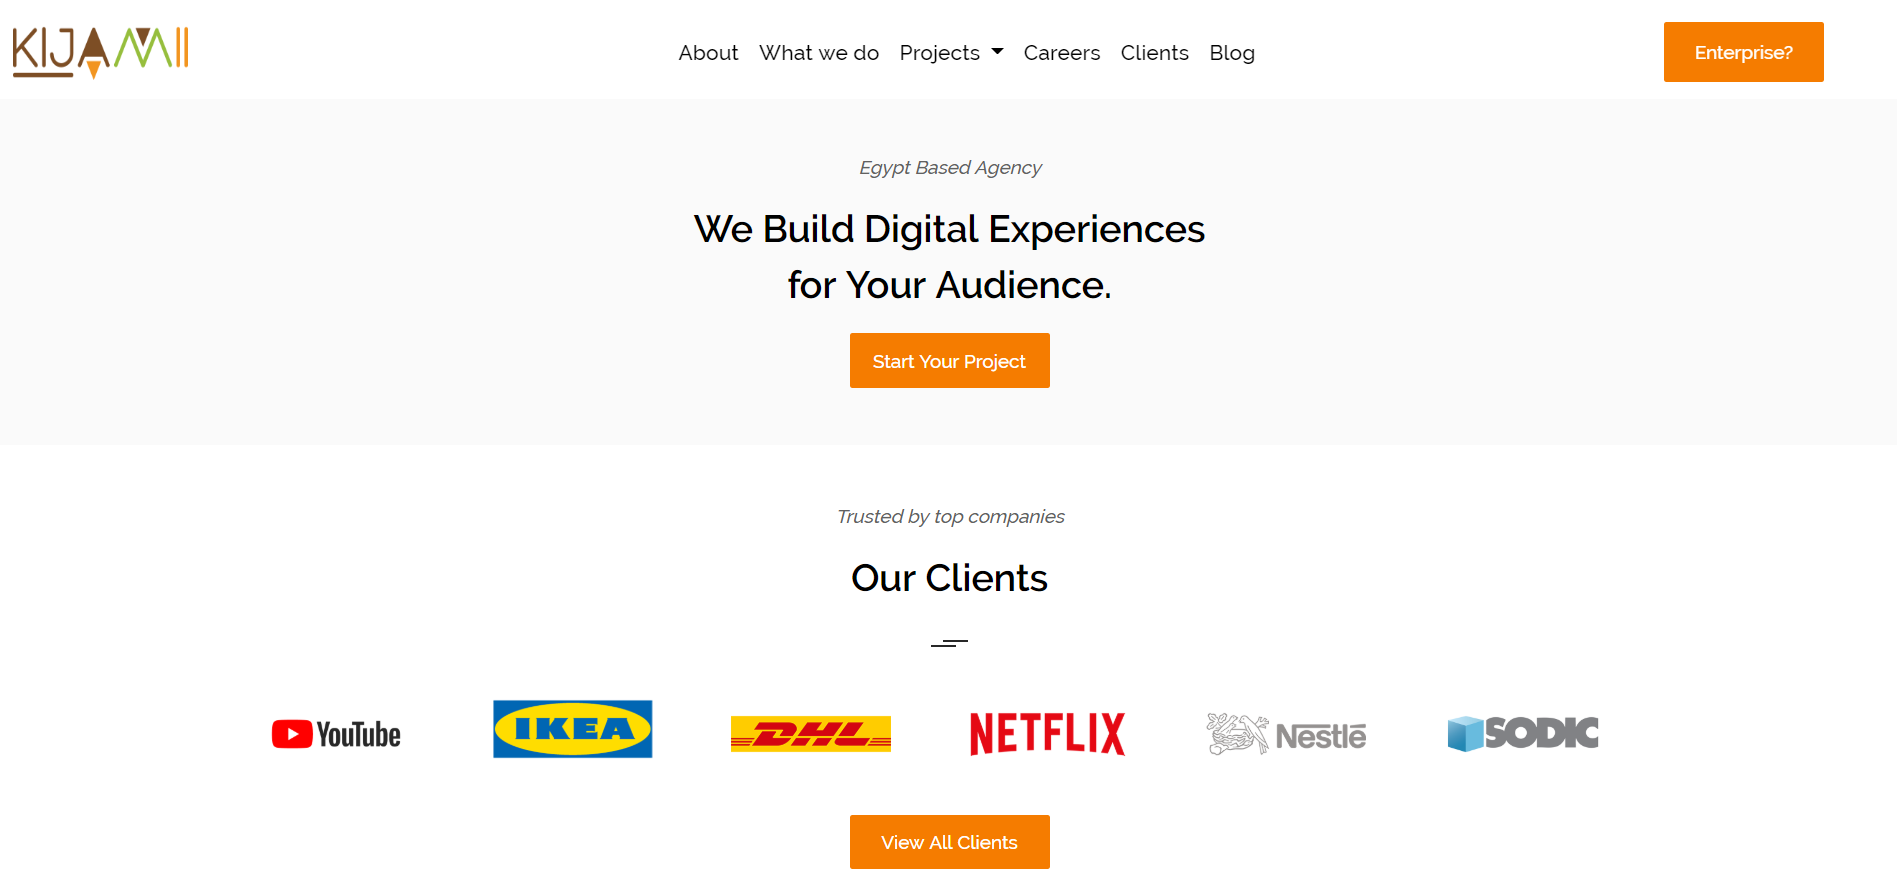 KIJAMII
About What we do Projects Careers Clients Blog
Enterprise?
Egypt Based Agency
We Build Digital Experiences
for Your Audience.
Start Your Project
Trusted by top companies
Our Clients
YouTube IKEA DHL NETFLIX Nestlé SODIC
View All Clients